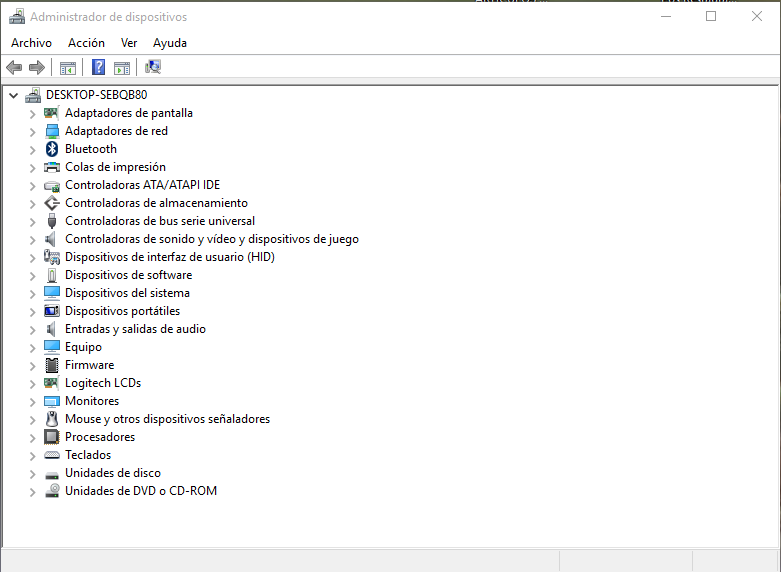 Administrador de dispositivos
Archivo Acción Ver Ayuda
DESKTOP-SEBQB80
Adaptadores de pantalla
Adaptadores de red
Bluetooth
Colas de impresión
Controladoras ATA/ATAPI IDE
Controladoras de almacenamiento
Controladoras de bus serie universal
Controladoras de sonido y vídeo y dispositivos de juego
Dispositivos de interfaz de usuario (HID)
Dispositivos de software
Dispositivos del sistema
Dispositivos portátiles
Entradas y salidas de audio
Equipo
Firmware
Logitech LCDs
Monitores
Mouse y otros dispositivos señaladores
Procesadores
Teclados
Unidades de disco
Unidades de DVD o CD-ROM